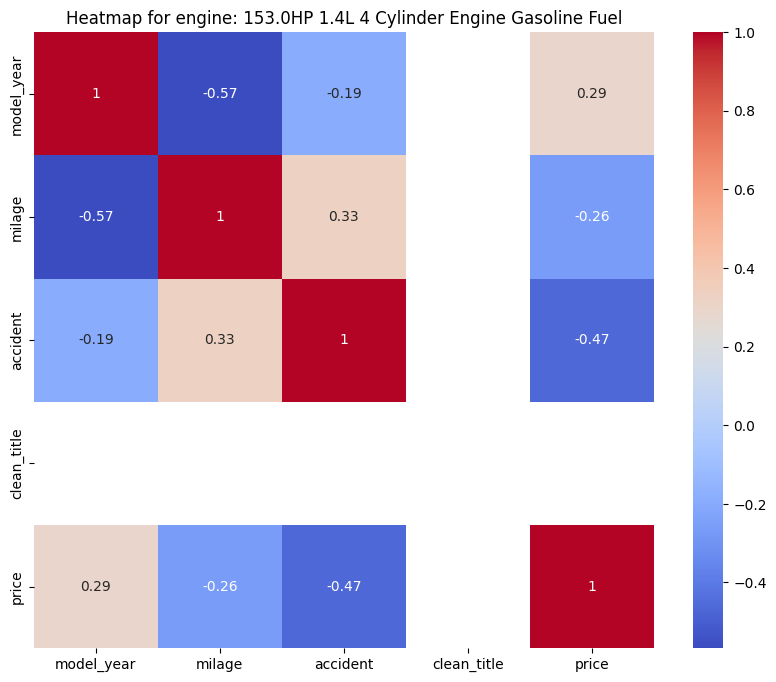 Heatmap for engine: 153.0HP 1.4L 4 Cylinder Engine Gasoline Fuel
model_year 1 -0.57 -0.19 0.29
milage -0.57 1 0.33 -0.26
accident -0.19 0.33 1 -0.47
clean_title
price 0.29 -0.26 -0.47 1
model_year milage accident clean_title price
1.0
0.8
0.6
0.4
0.2
0.0
−0.2
−0.4